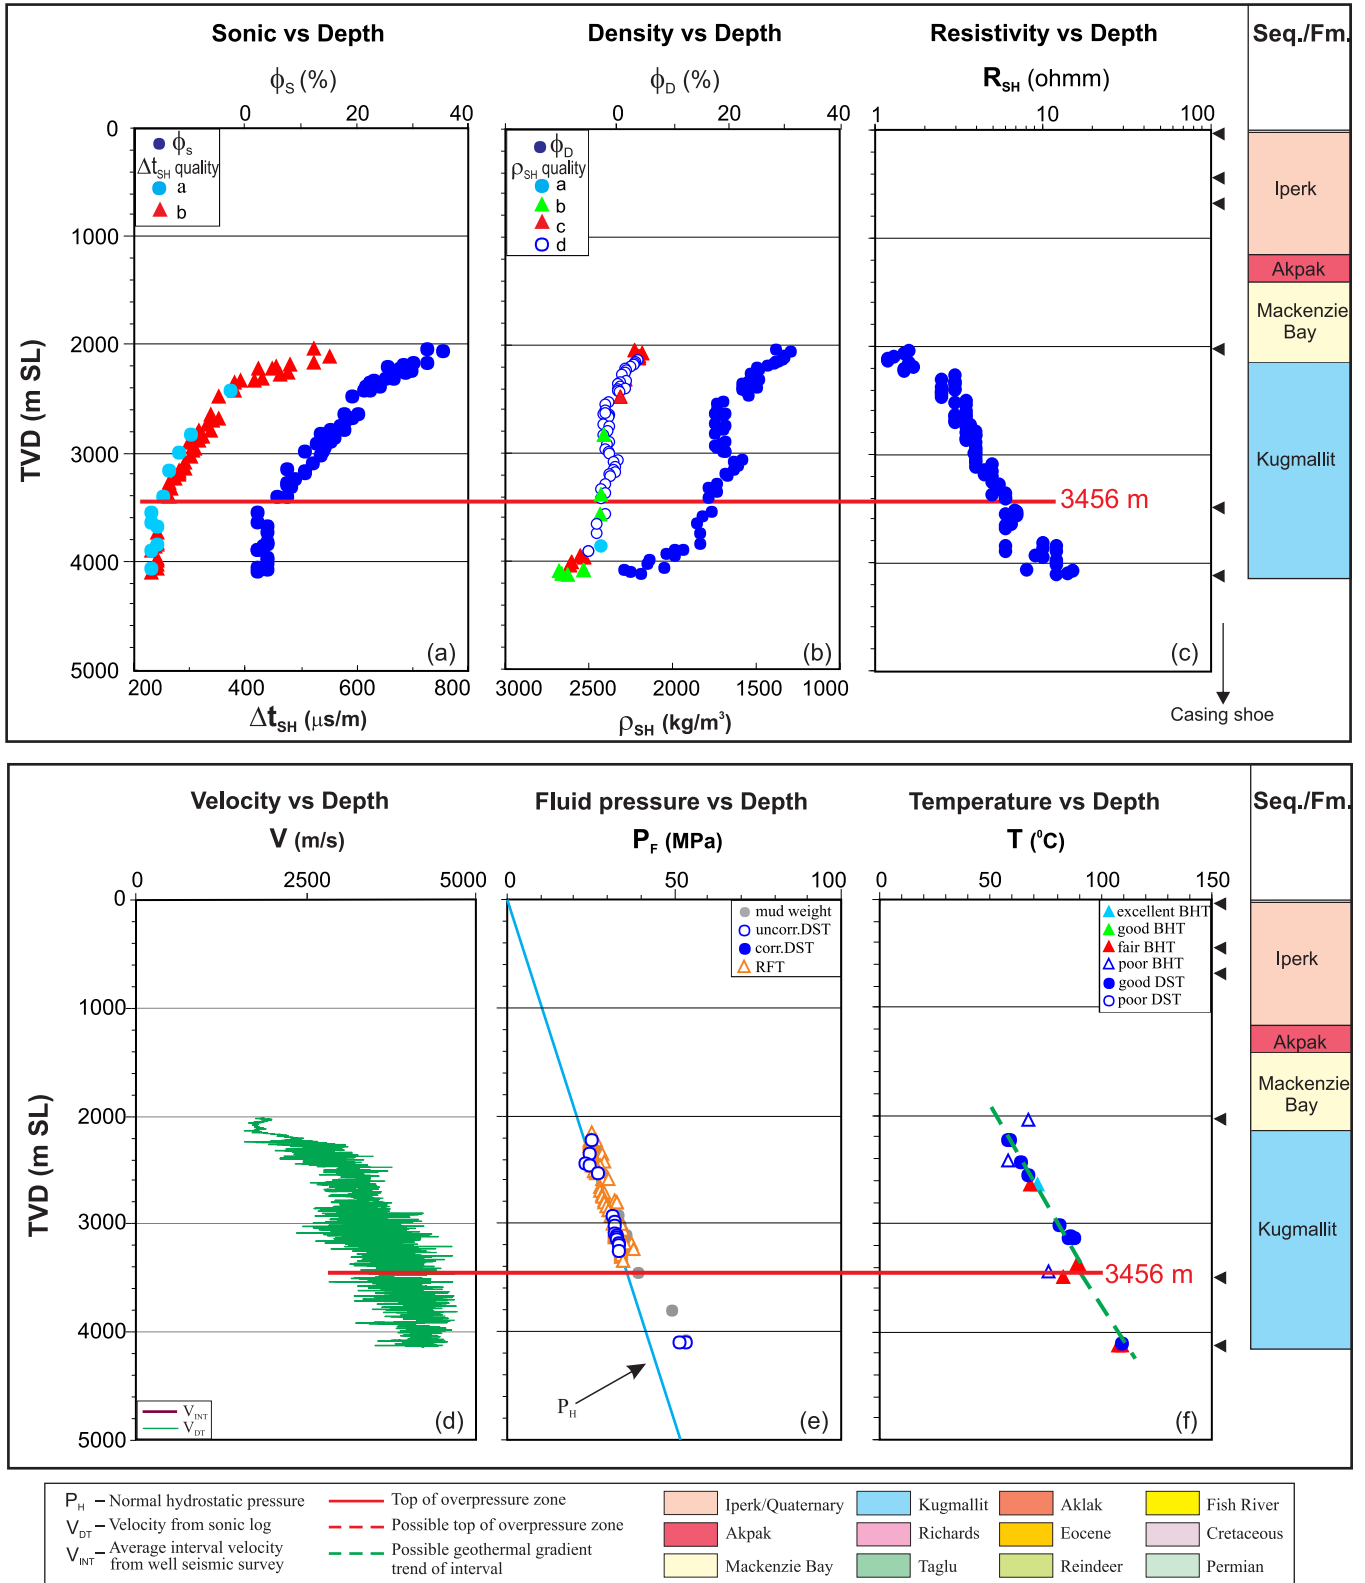 Sonic vs Depth
Density vs Depth
Resistivity vs Depth
Seq./Fm.
ϕS (%)
ϕD (%)
RSH (ohmm)
0 20 40
0 20 40
1 10 100
0
1000
2000
3000
4000
5000
TVD (m SL)
ϕs
ΔtSH quality
a
b
ϕD
ρSH quality
a
b
c
d
3456 m
(a)
(b)
(c)
200 400 600 800
3000 2000 1500 1000
2500
ΔtSH (μs/m)
ρSH (kg/m³)
Iperk
Akpak
Mackenzie
Bay
Kugmallit
Casing shoe
Velocity vs Depth
Fluid pressure vs Depth
Temperature vs Depth
Seq./Fm.
V (m/s)
PF (MPa)
T (⁰C)
0 2500 5000
0 50 100
0 50 100 150
0
1000
2000
3000
4000
5000
TVD (m SL)
mud weight
uncorr.DST
corr.DST
RFT
excellent BHT
good BHT
fair BHT
poor BHT
good DST
poor DST
3456 m
PH
VINT
VDT
(d)
(e)
(f)
Iperk
Akpak
Mackenzie
Bay
Kugmallit
PH – Normal hydrostatic pressure
VDT – Velocity from sonic log
VINT – Average interval velocity
from well seismic survey
Top of overpressure zone
Possible top of overpressure zone
Possible geothermal gradient
trend of interval
Iperk/Quaternary
Akpak
Mackenzie Bay
Kugmallit
Richards
Taglu
Aklak
Eocene
Reindeer
Fish River
Cretaceous
Permian